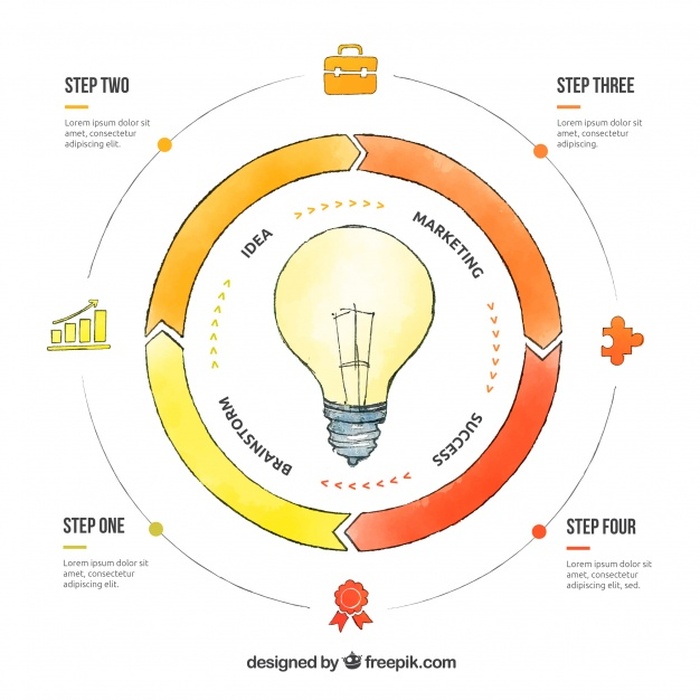 STEP TWO
Lorem ipsum dolor sit
amet, consectetur
adipiscing elit.
STEP THREE
Lorem ipsum dolor sit
amet, consectetur
adipiscing.
IDEA
MARKETING
BRAINSTORM
SUCCESS
STEP ONE
Lorem ipsum dolor sit
amet, consectetur
adipiscing elit.
STEP FOUR
Lorem ipsum dolor sit
amet, consectetur
adipiscing elit, sed.
designed by freepik.com